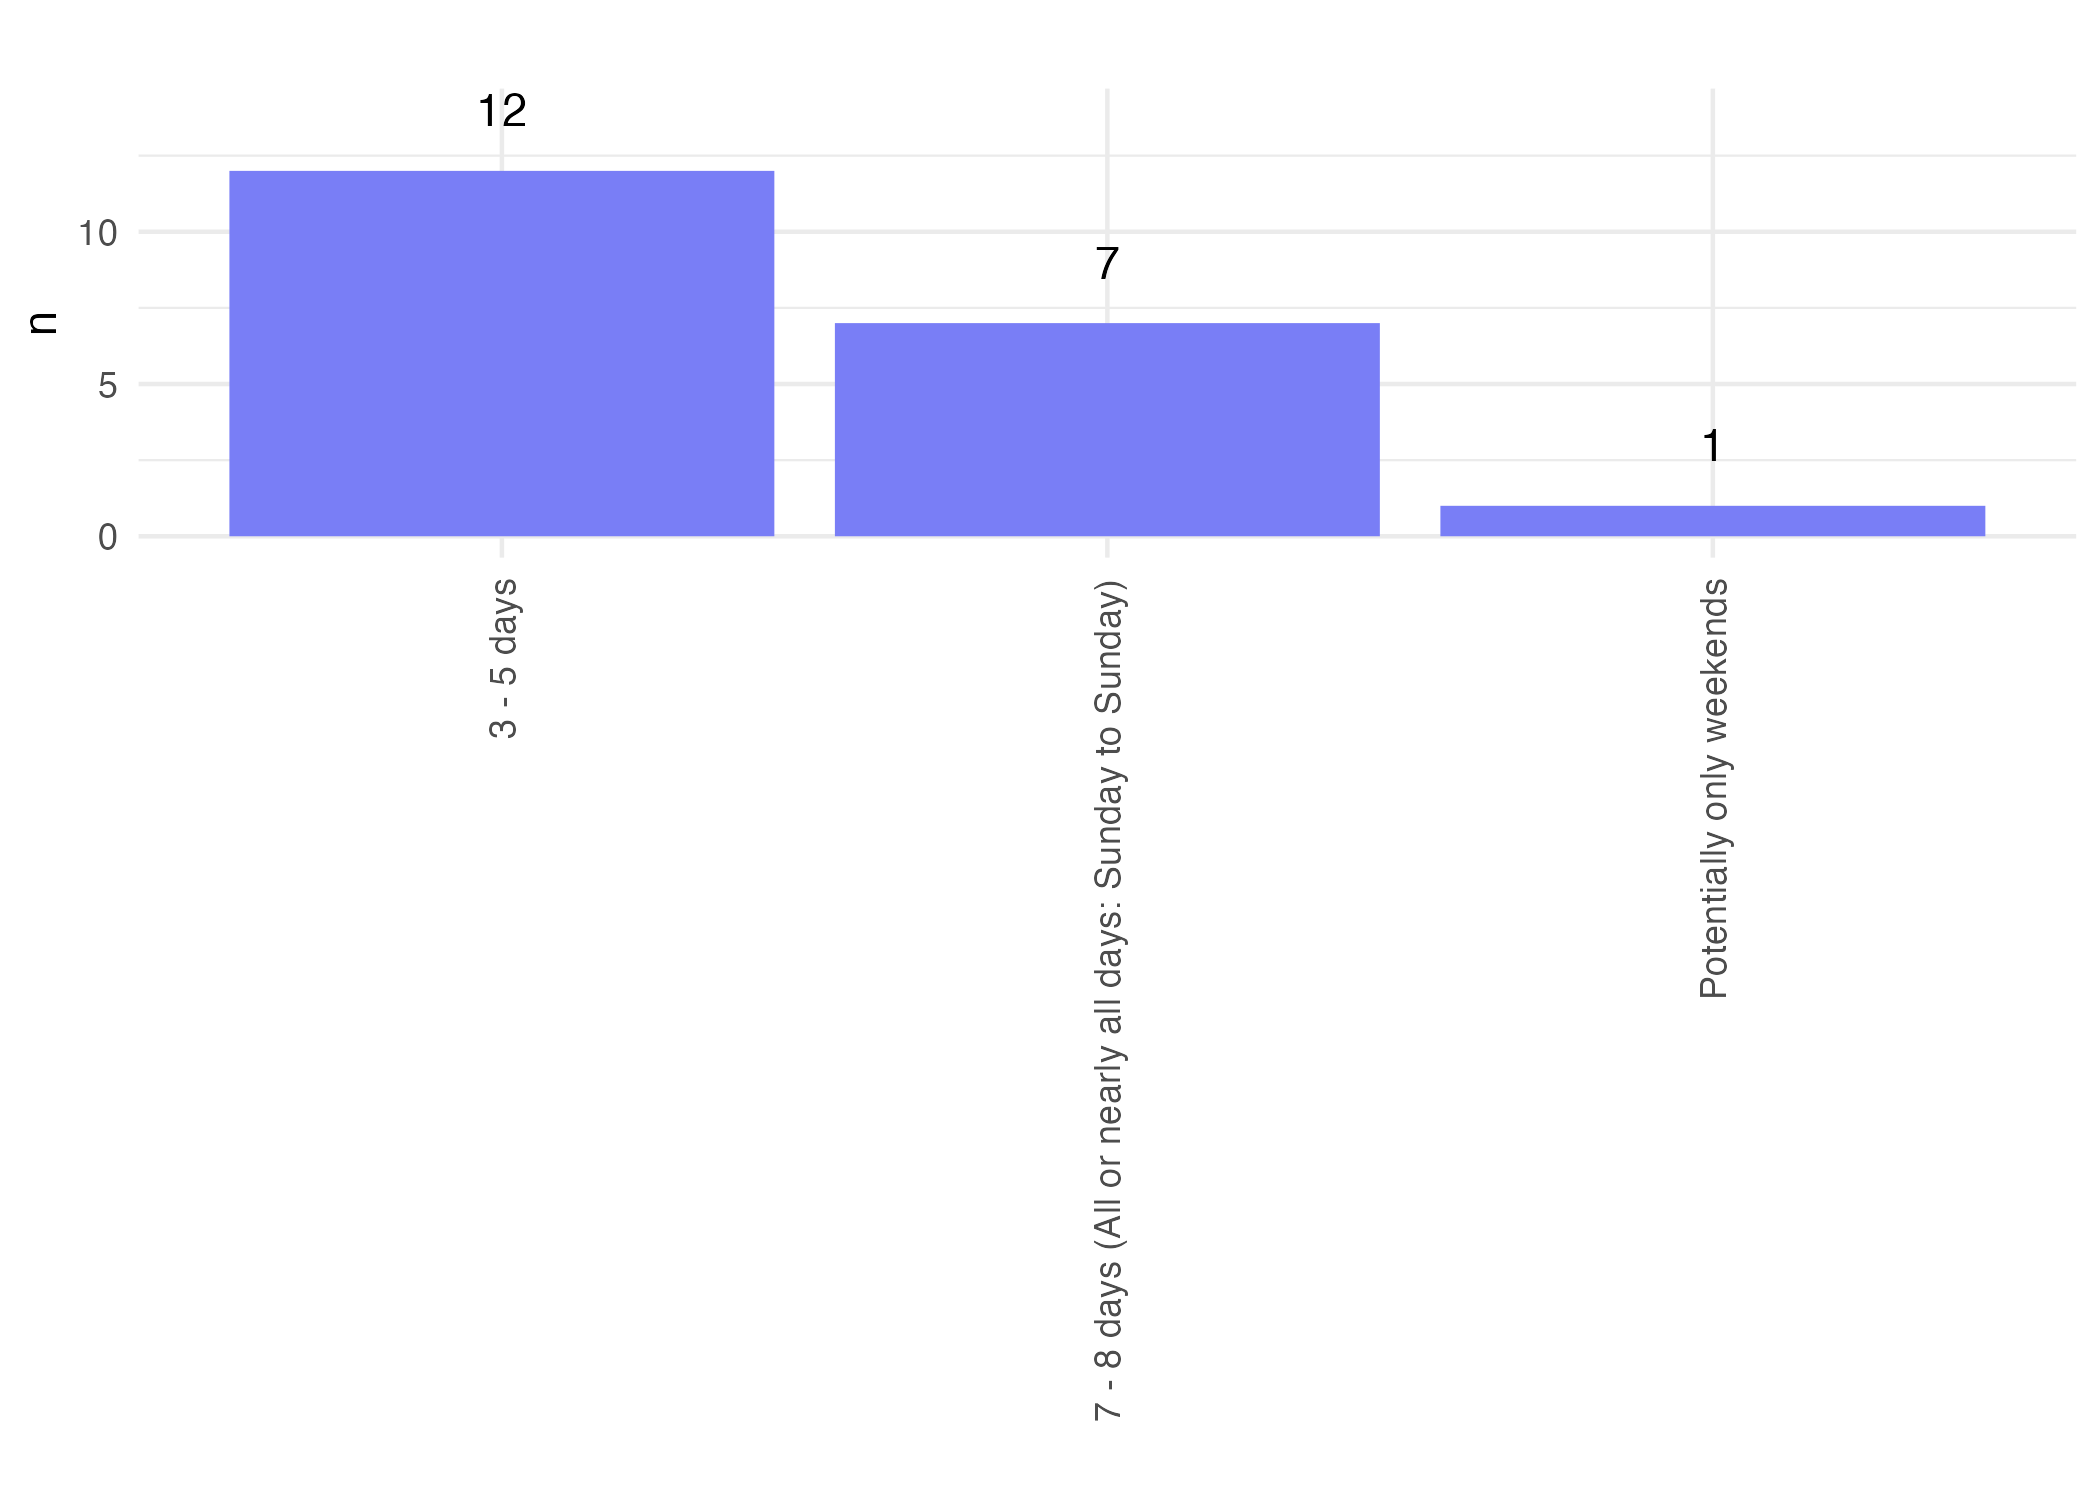 12
7
1
10
5
0
n
3 - 5 days
7 - 8 days (All or nearly all days: Sunday to Sunday)
Potentially only weekends